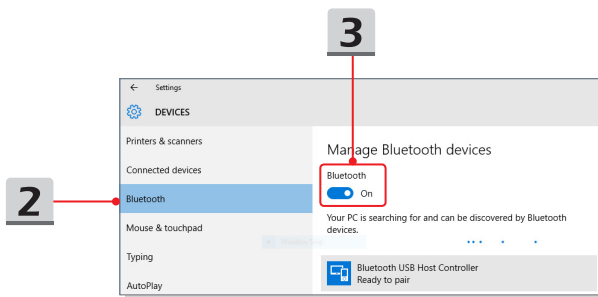 3
← Settings
DEVICES
Printers & scanners
Connected devices
Bluetooth
Mouse & touchpad
Typing
AutoPlay
2
Manage Bluetooth devices
Bluetooth
On
Your PC is searching for and can be discovered by Bluetooth
devices.
Bluetooth USB Host Controller
Ready to pair